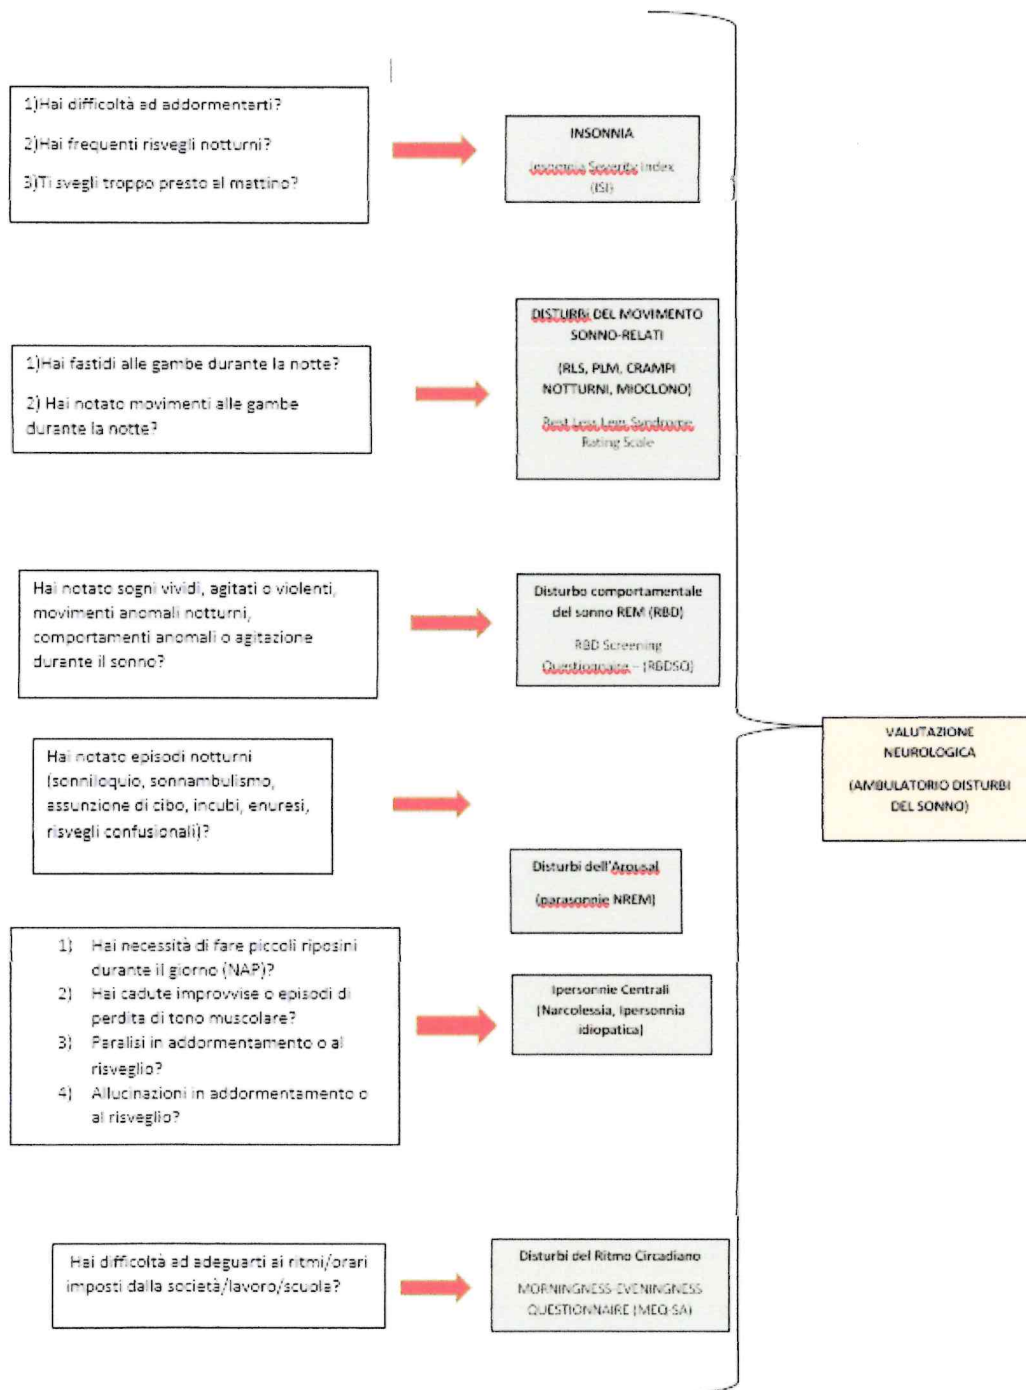 1)Hai difficoltà ad addormentarti?
2)Hai frequenti risvegli notturni?
3)Ti svegli troppo presto al mattino?
INSONNIA
Insomnia Severity Index
(ISI)
1)Hai fastidi alle gambe durante la notte?
2) Hai notato movimenti alle gambe
durante la notte?
DISTURBi DEL MOVIMENTO
SONNO-RELATI
(RLS, PLM, CRAMPI
NOTTURNI, MIOCLONO)
Rest Less Legs Syndrome
Rating Scale
Hai notato sogni vividi, agitati o violenti,
movimenti anomali notturni,
comportamenti anomali o agitazione
durante il sonno?
Disturbo comportamentale
del sonno REM (RBD)
RBD Screening
Questionnaire – (RBDSQ)
Hai notato episodi notturni
(sonniloquio, sonnambulismo,
assunzione di cibo, incubi, enuresi,
risvegli confusionali)?
Disturbi dell'Arousal
(parasonnie NREM)
1) Hai necessità di fare piccoli riposini
durante il giorno (NAP)?
2) Hai cadute improvvise o episodi di
perdita di tono muscolare?
3) Paralisi in addormentamento o al
risveglio?
4) Allucinazioni in addormentamento o
al risveglio?
Ipersonnie Centrali
(Narcolessia, Ipersonnia
idiopatica)
Hai difficoltà ad adeguarti ai ritmi/orari
imposti dalla società/lavoro/scuola?
Disturbi del Ritmo Circadiano
MORNINGNESS-EVENINGNESS
QUESTIONNAIRE (MEQ-SA)
VALUTAZIONE
NEUROLOGICA
(AMBULATORIO DISTURBI
DEL SONNO)